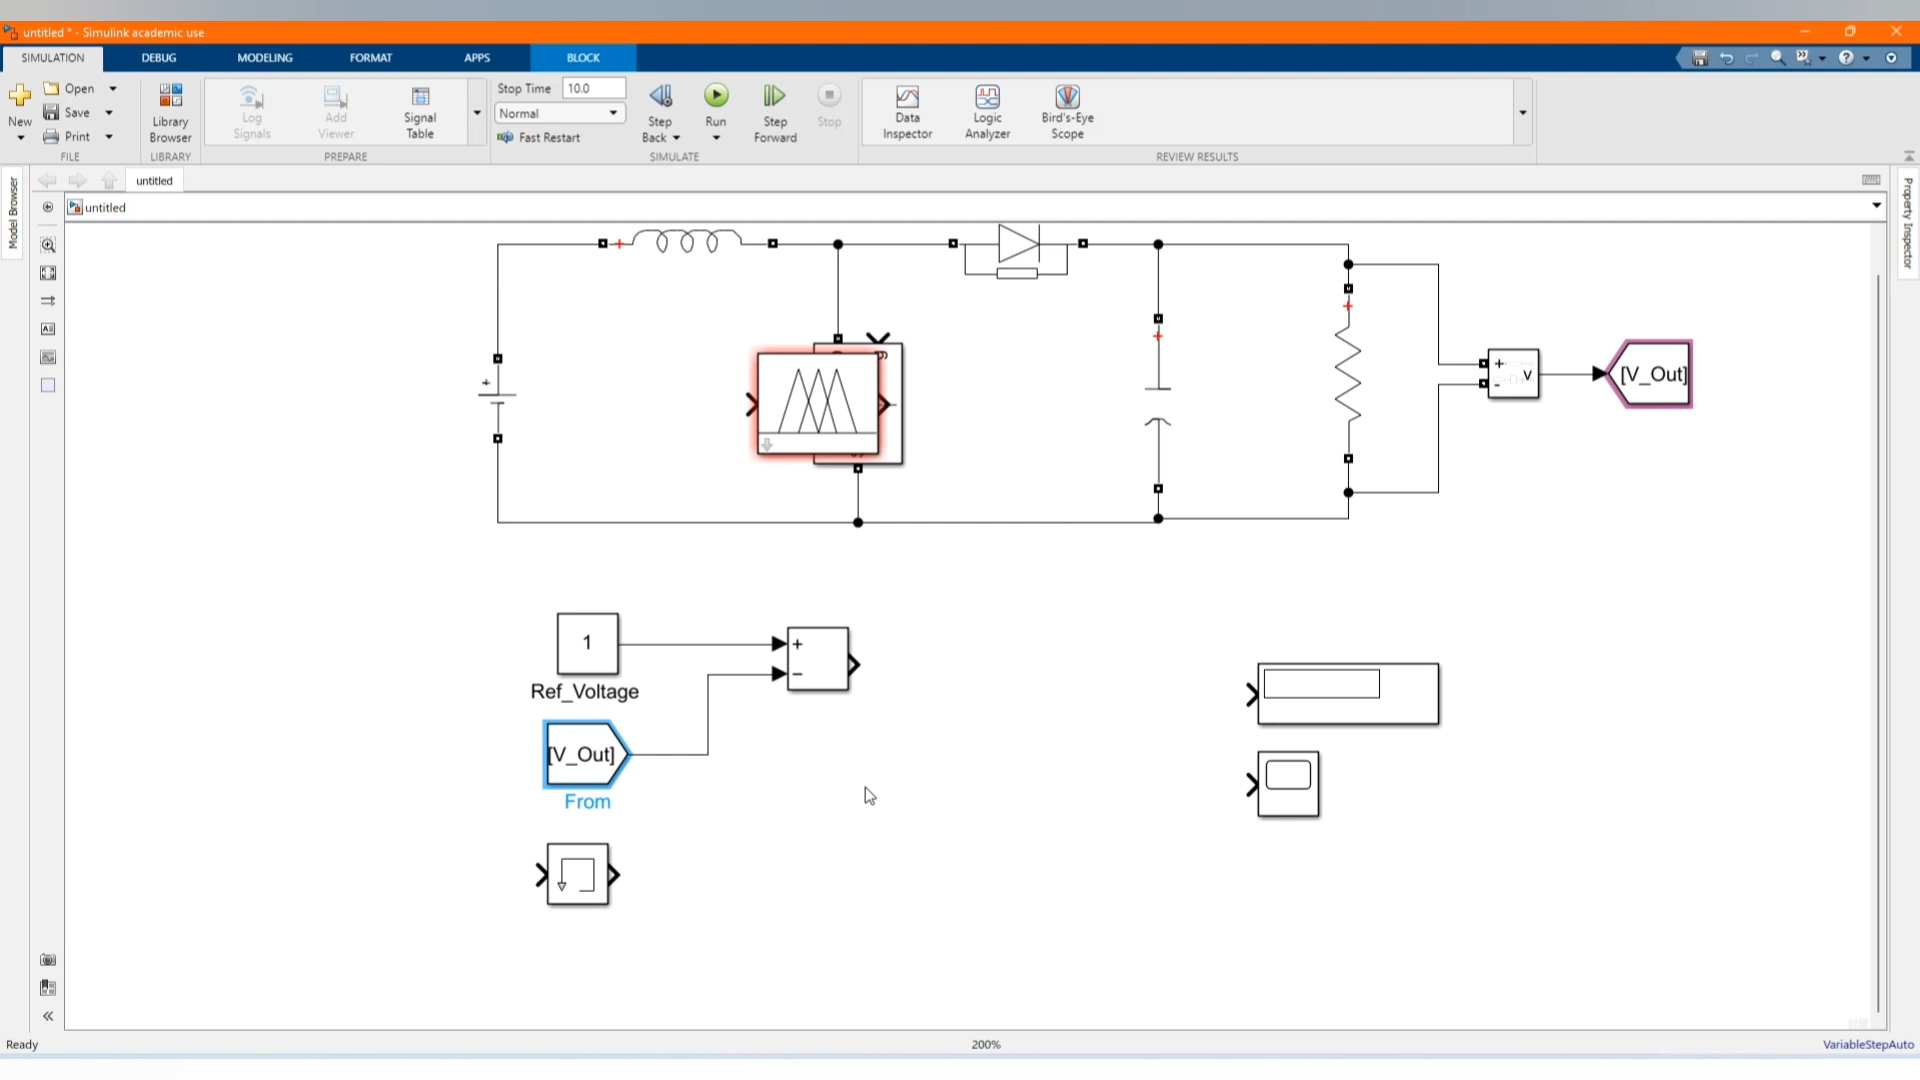 untitled * - Simulink academic use
SIMULATION
DEBUG
MODELING
FORMAT
APPS
BLOCK
New
Open
Save
Print
FILE
Library
Browser
LIBRARY
Log
Signals
Add
Viewer
Signal
Table
PREPARE
Stop Time
10.0
Normal
Fast Restart
Step
Back
Run
Step
Forward
Stop
SIMULATE
Data
Inspector
Logic
Analyzer
Bird's-Eye
Scope
REVIEW RESULTS
Model Browser
untitled
untitled
Property Inspector
+
+
+
+
g
+
-
v
[V_Out]
1
Ref_Voltage
+
−
[V_Out]
From
Ready
200%
VariableStepAuto